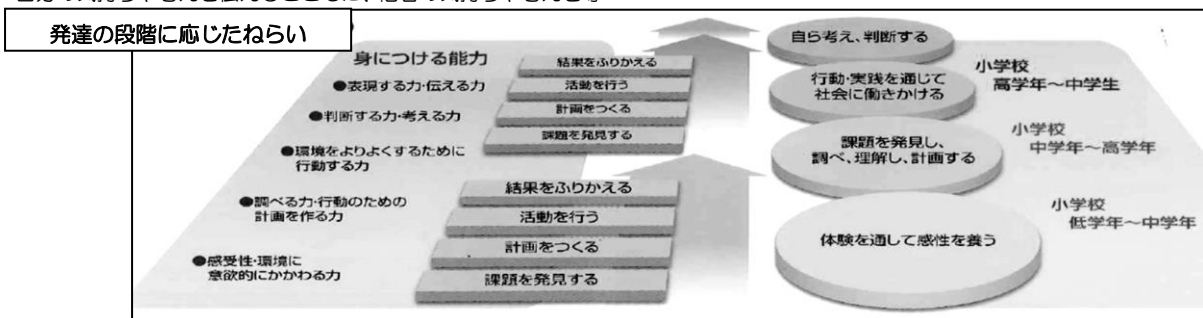 発達の段階に応じたねらい
身につける能力
●表現する力・伝える力
●判断する力・考える力
●環境をよりよくするために
行動する力
●調べる力・行動のための
計画を作る力
●感受性・環境に
意欲的にかかわる力
結果をふりかえる
活動を行う
計画をつくる
課題を発見する
結果をふりかえる
活動を行う
計画をつくる
課題を発見する
自ら考え、判断する
行動・実践を通じて
社会に働きかける
課題を発見し、
調べ、理解し、計画する
体験を通して感性を養う
小学校
高学年～中学生
小学校
中学年～高学年
小学校
低学年～中学年